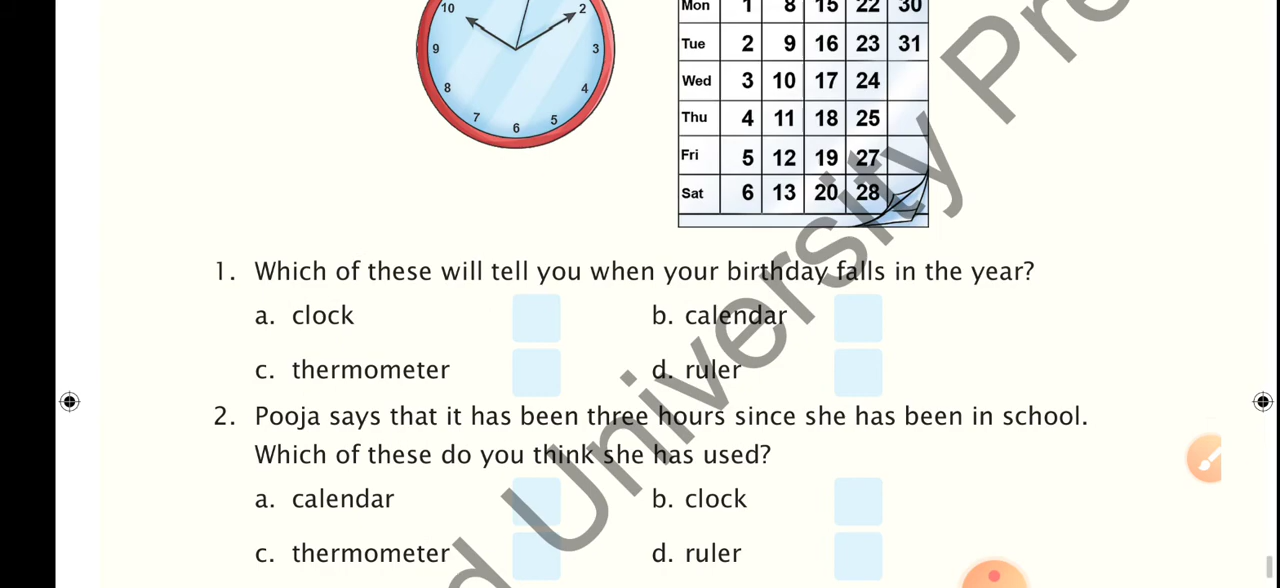 10
2
9
3
8
4
7
5
6
Mon 1 8 15 22 30
Tue 2 9 16 23 31
Wed 3 10 17 24
Thu 4 11 18 25
Fri 5 12 19 27
Sat 6 13 20 28
1. Which of these will tell you when your birthday falls in the year?
a. clock b. calendar
c. thermometer d. ruler
2. Pooja says that it has been three hours since she has been in school.
Which of these do you think she has used?
a. calendar b. clock
c. thermometer d. ruler
University